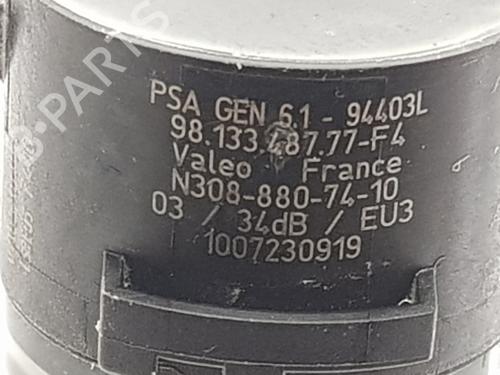 PSA GEN 6.1 - 94403L
98.133.487.77-F4
Valeo - France
N308-880-74-10
03 / 34dB / EU3
1007230919